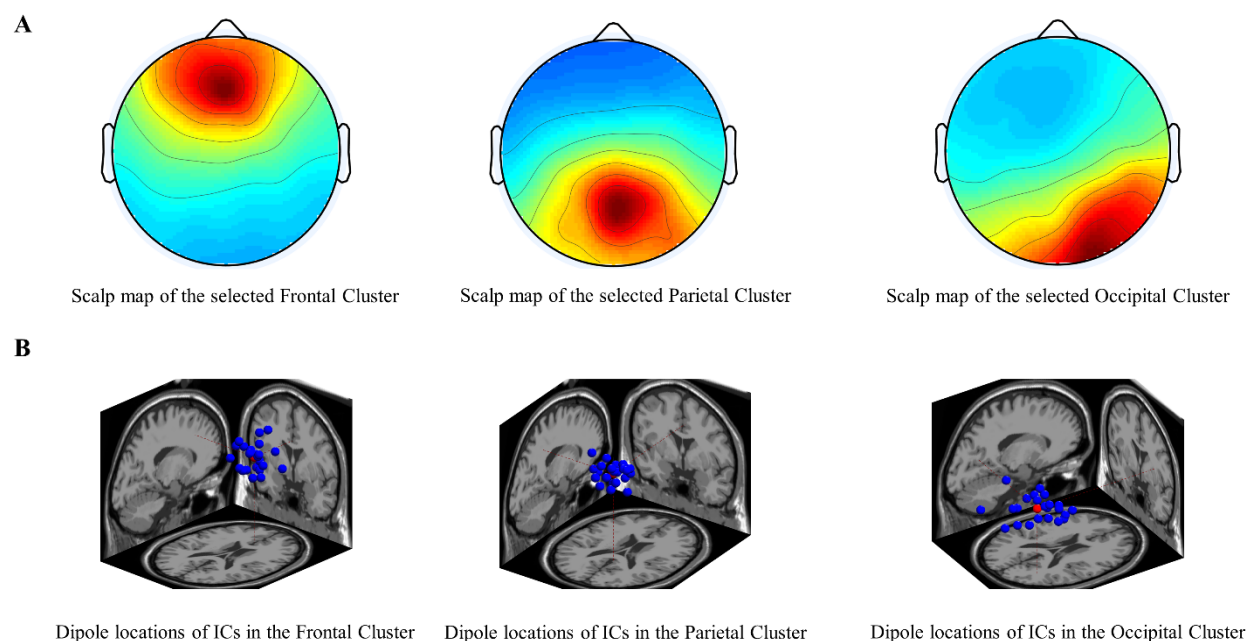 A
Scalp map of the selected Frontal Cluster
Scalp map of the selected Parietal Cluster
Scalp map of the selected Occipital Cluster
B
Dipole locations of ICs in the Frontal Cluster
Dipole locations of ICs in the Parietal Cluster
Dipole locations of ICs in the Occipital Cluster